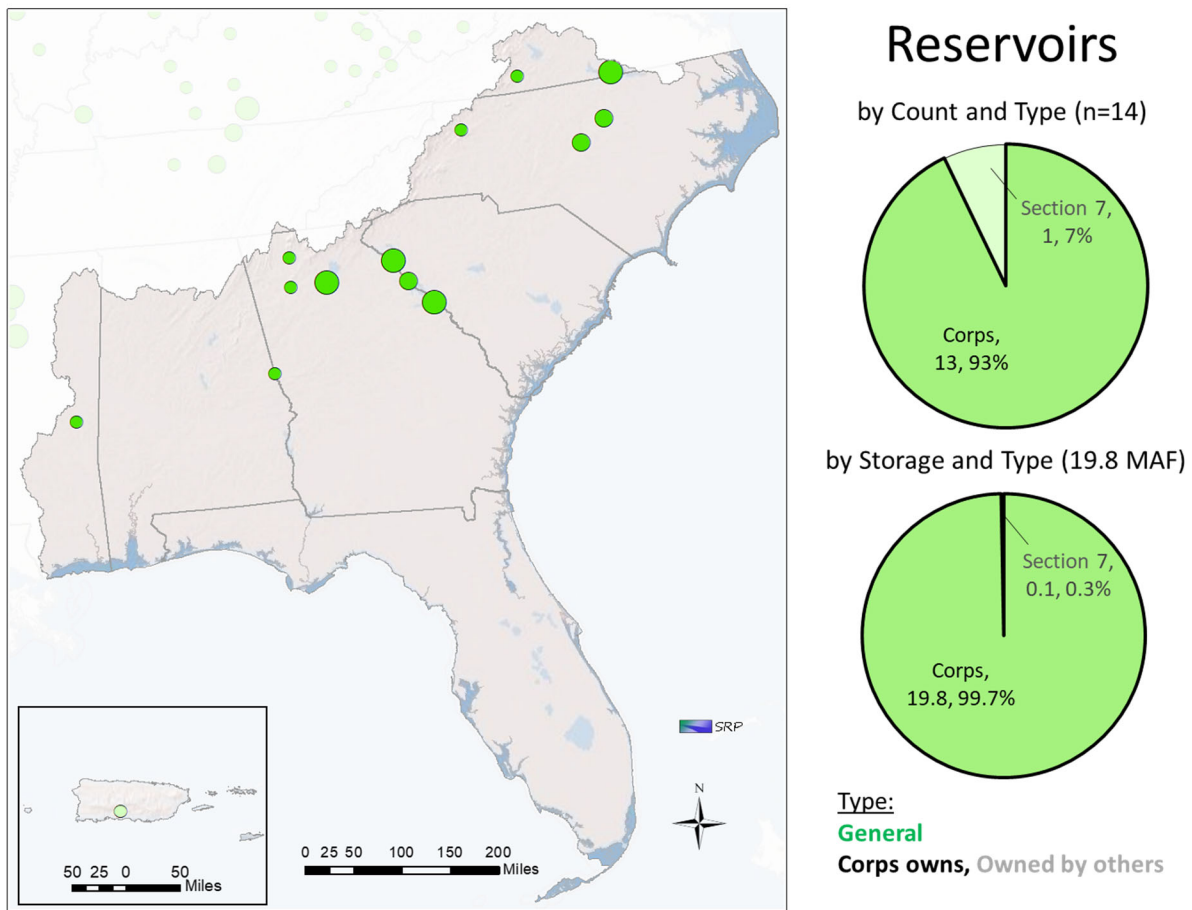 Reservoirs
by Count and Type (n=14)
Section 7,
1, 7%
Corps,
13, 93%
by Storage and Type (19.8 MAF)
Section 7,
0.1, 0.3%
Corps,
19.8, 99.7%
SRP
N
0 25 50 100 150 200
Miles
50 25 0 50
Miles
Type:
General
Corps owns, Owned by others